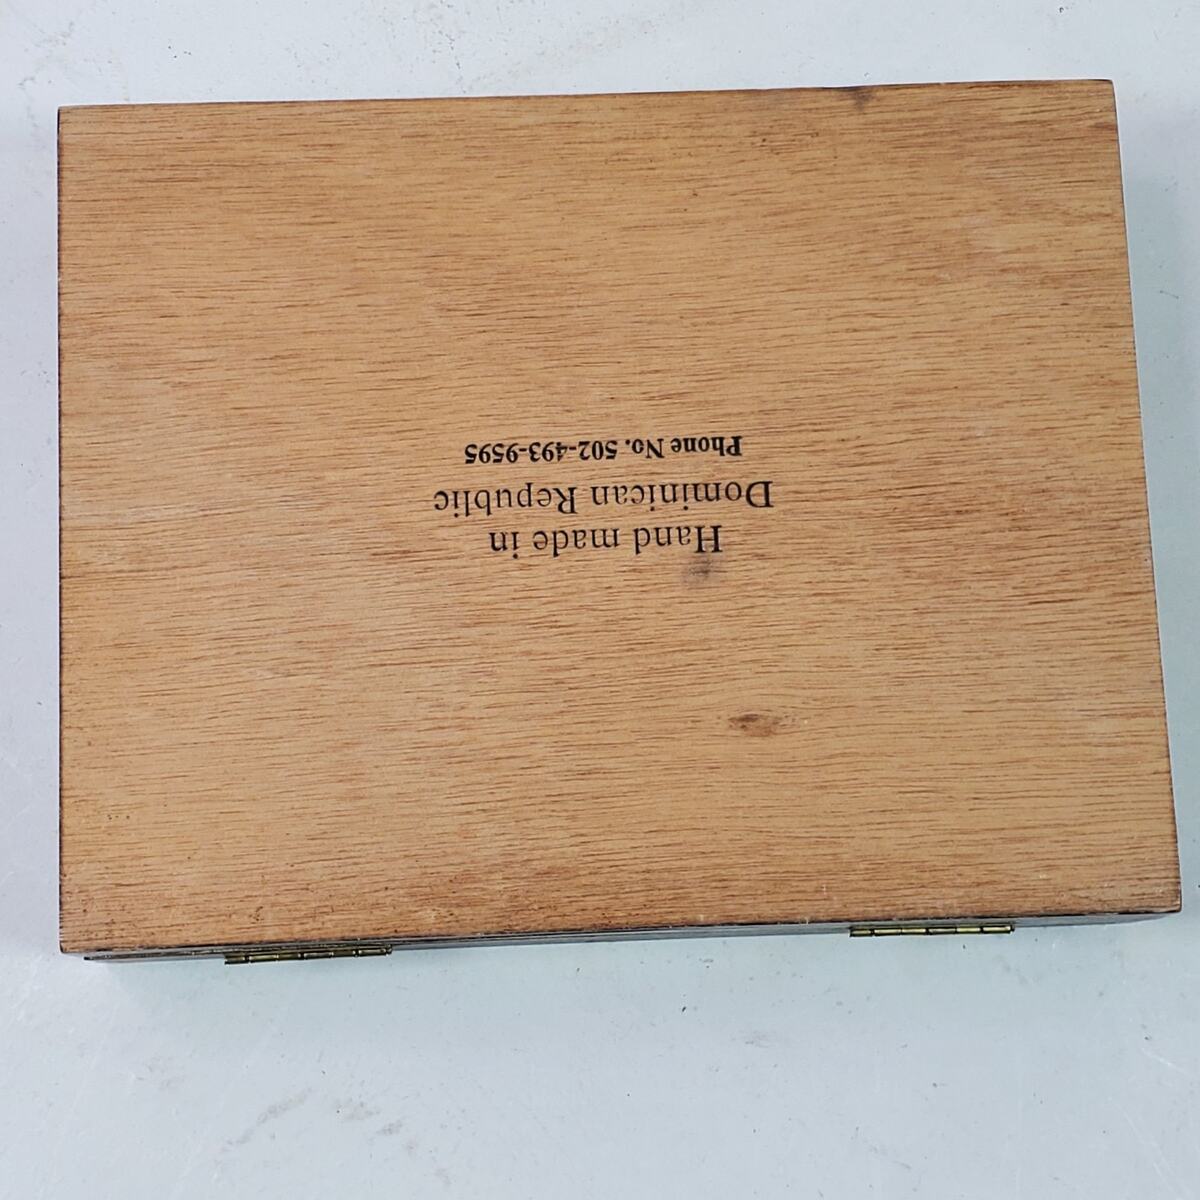 Hand made in
Dominican Republic
Phone No. 502-493-9595